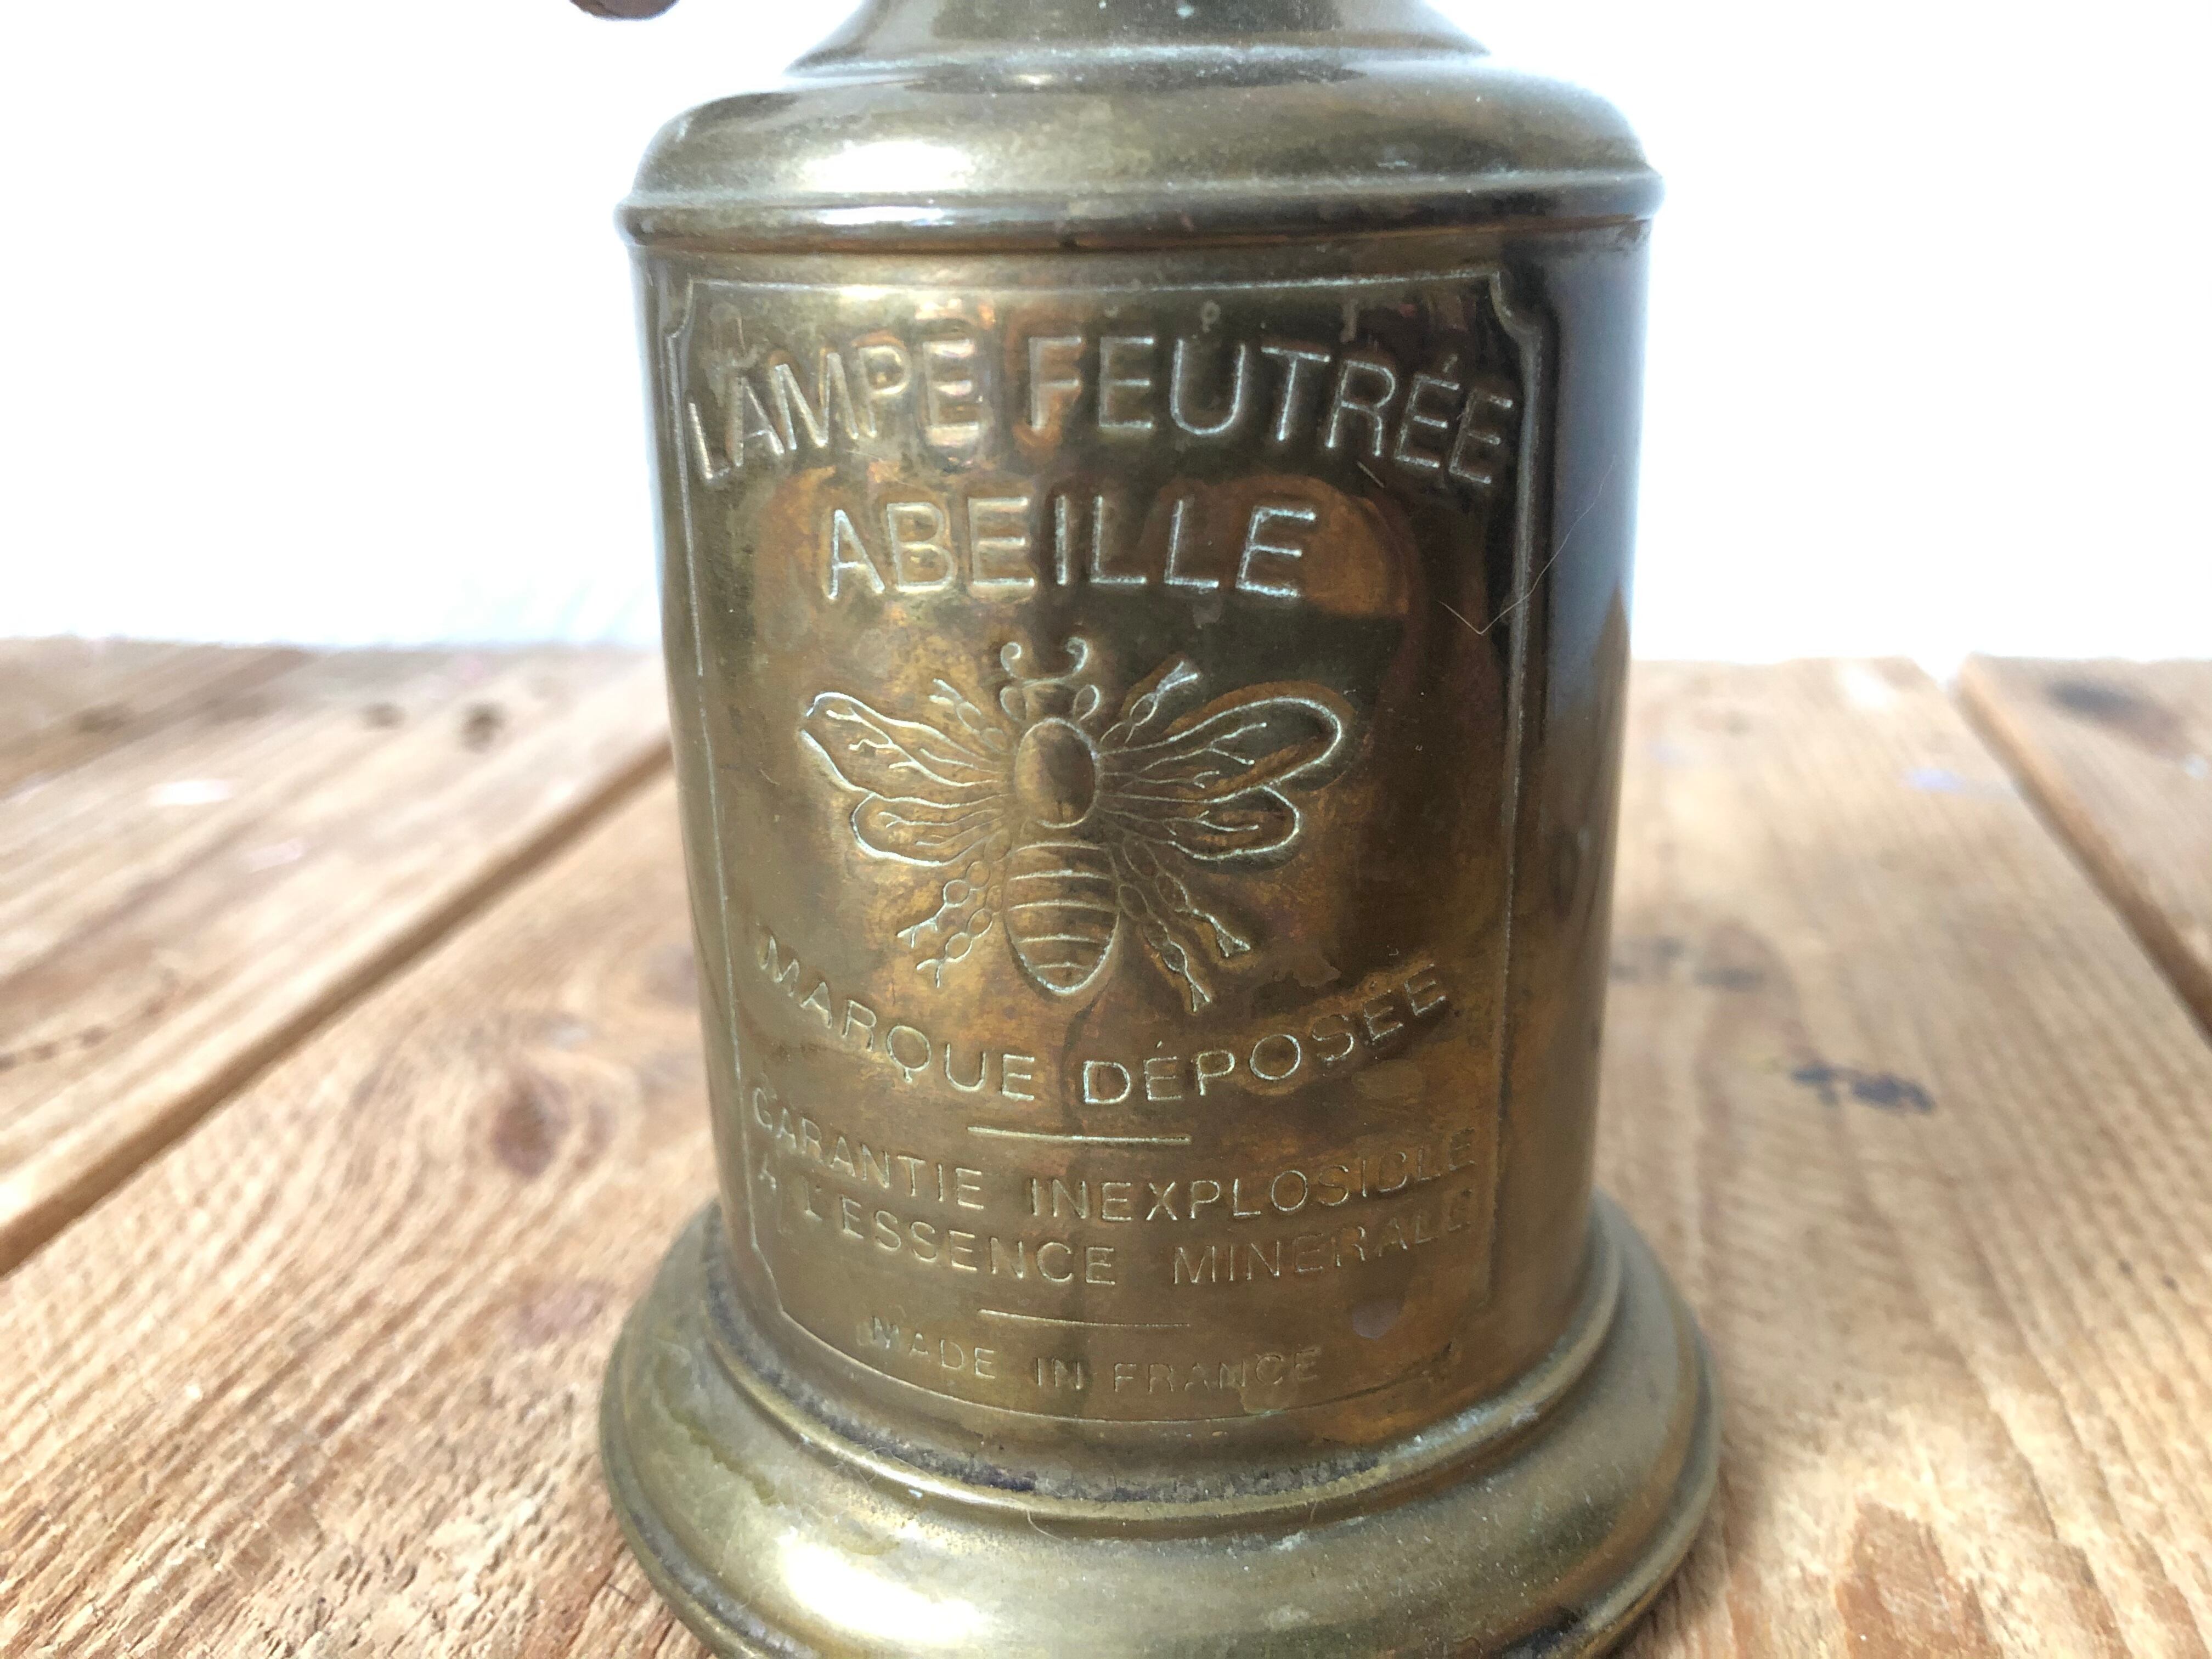 LAMPE FEUTRÉE
ABEILLE
MARQUE DÉPOSÉE
GARANTIE INEXPLOSIBLE
A L'ESSENCE MINERALE
MADE IN FRANCE